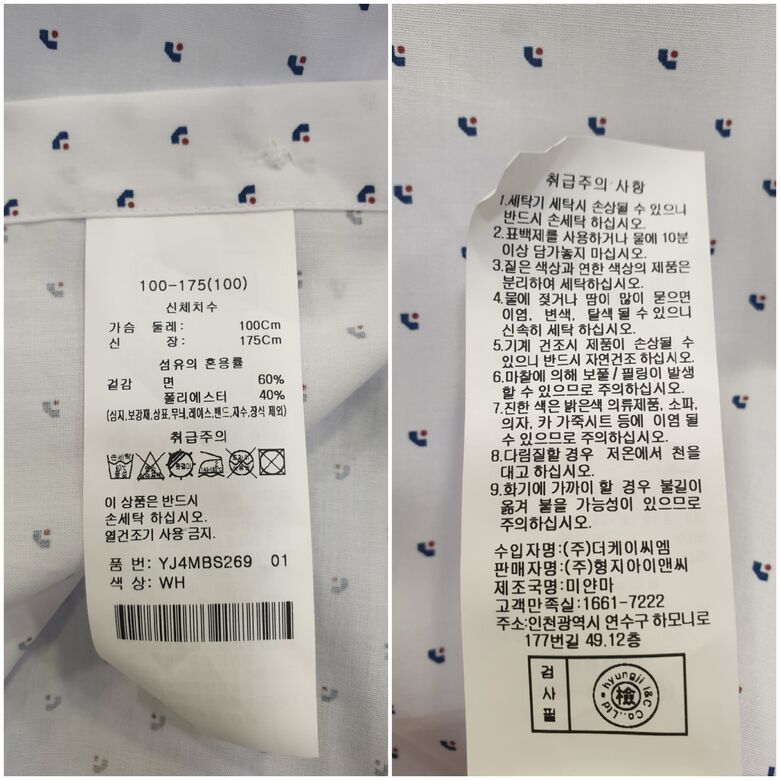 100-175(100)
신체치수
가슴 둘레: 100Cm
신 장: 175Cm
섬유의 혼용률
겉감 면 60%
폴리에스터 40%
(심지,보강재,상표,무늬,레이스,밴드,자수,장식 제외)
취급주의
손세탁
이 상품은 반드시
손세탁 하십시오.
열건조기 사용 금지.
품 번: YJ4MBS269 01
색 상: WH
취급주의 사항
1.세탁기 세탁시 손상될 수 있으니
반드시 손세탁 하십시오.
2.표백제를 사용하거나 물에 10분
이상 담가놓지 마십시오.
3.짙은 색상과 연한 색상의 제품은
분리하여 세탁하십시오.
4.물에 젖거나 땀이 많이 묻으면
이염, 변색, 탈색 될 수 있으니
신속히 세탁 하십시오.
5.기계 건조시 제품이 손상될 수
있으니 반드시 자연건조 하십시오.
6.마찰에 의해 보풀/필링이 발생
할 수 있으므로 주의하십시오.
7.진한 색은 밝은색 의류제품, 소파,
의자, 카 가죽시트 등에 이염 될
수 있으므로 주의하십시오.
8.다림질할 경우 저온에서 천을
대고 하십시오.
9.화기에 가까이 할 경우 불길이
옮겨 붙을 가능성이 있으므로
주의하십시오.
수입자명:(주)더케이씨엠
판매자명:(주)형지아이앤씨
제조국명:미얀마
고객만족실:1661-7222
주소:인천광역시 연수구 하모니로
177번길 49.12층
검사필
hyungji I&C Co.,Ltd
檢